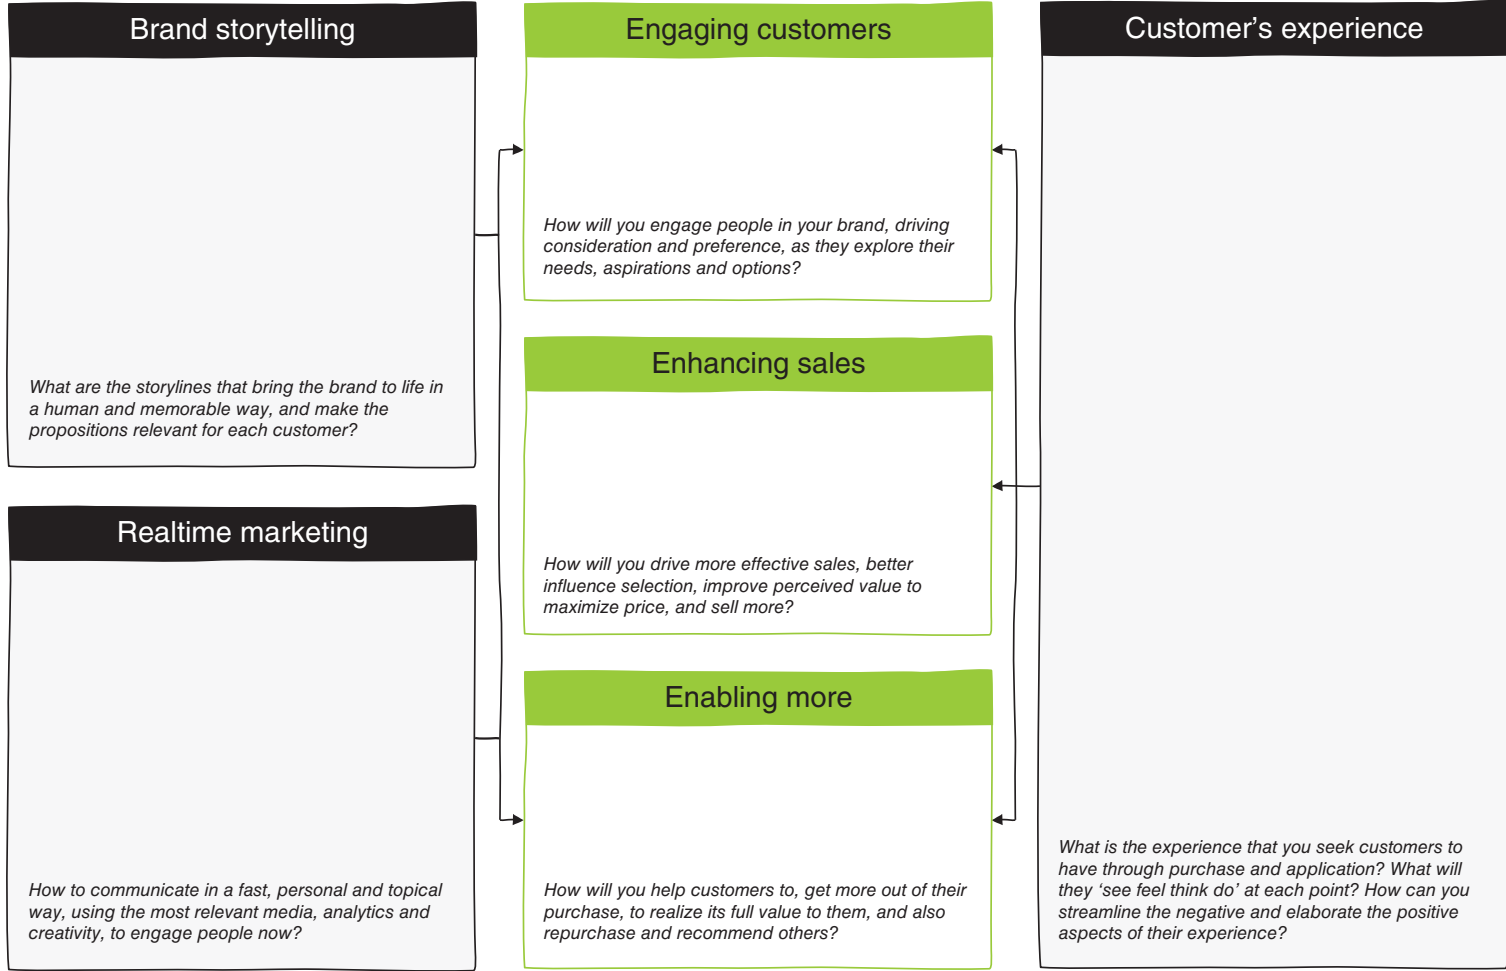 Brand storytelling
What are the storylines that bring the brand to life in
a human and memorable way, and make the
propositions relevant for each customer?
Realtime marketing
How to communicate in a fast, personal and topical
way, using the most relevant media, analytics and
creativity, to engage people now?
Engaging customers
How will you engage people in your brand, driving
consideration and preference, as they explore their
needs, aspirations and options?
Enhancing sales
How will you drive more effective sales, better
influence selection, improve perceived value to
maximize price, and sell more?
Enabling more
How will you help customers to, get more out of their
purchase, to realize its full value to them, and also
repurchase and recommend others?
Customer’s experience
What is the experience that you seek customers to
have through purchase and application? What will
they ‘see feel think do’ at each point? How can you
streamline the negative and elaborate the positive
aspects of their experience?